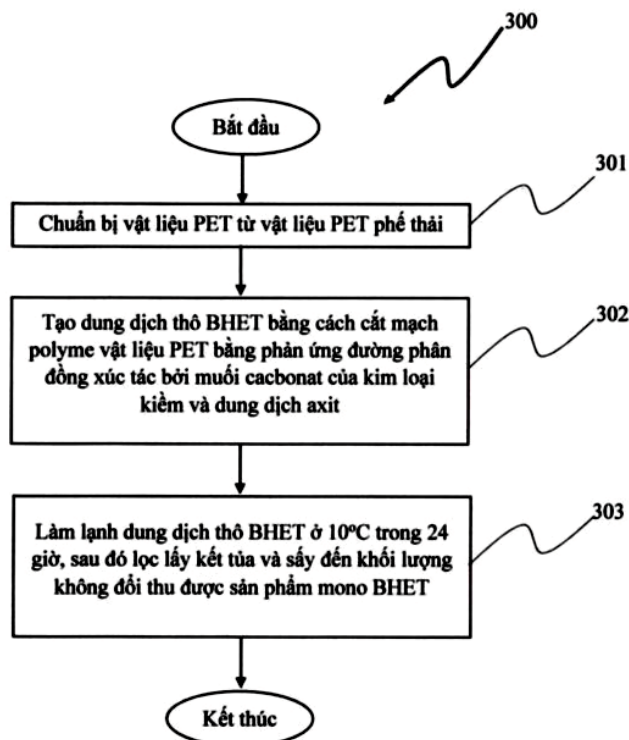 300
Bắt đầu
301
Chuẩn bị vật liệu PET từ vật liệu PET phế thải
302
Tạo dung dịch thô BHET bằng cách cắt mạch
polyme vật liệu PET bằng phản ứng đường phân
đồng xúc tác bởi muối cacbonat của kim loại
kiềm và dung dịch axit
303
Làm lạnh dung dịch thô BHET ở 10ºC trong 24
giờ, sau đó lọc lấy kết tủa và sấy đến khối lượng
không đổi thu được sản phẩm mono BHET
Kết thúc